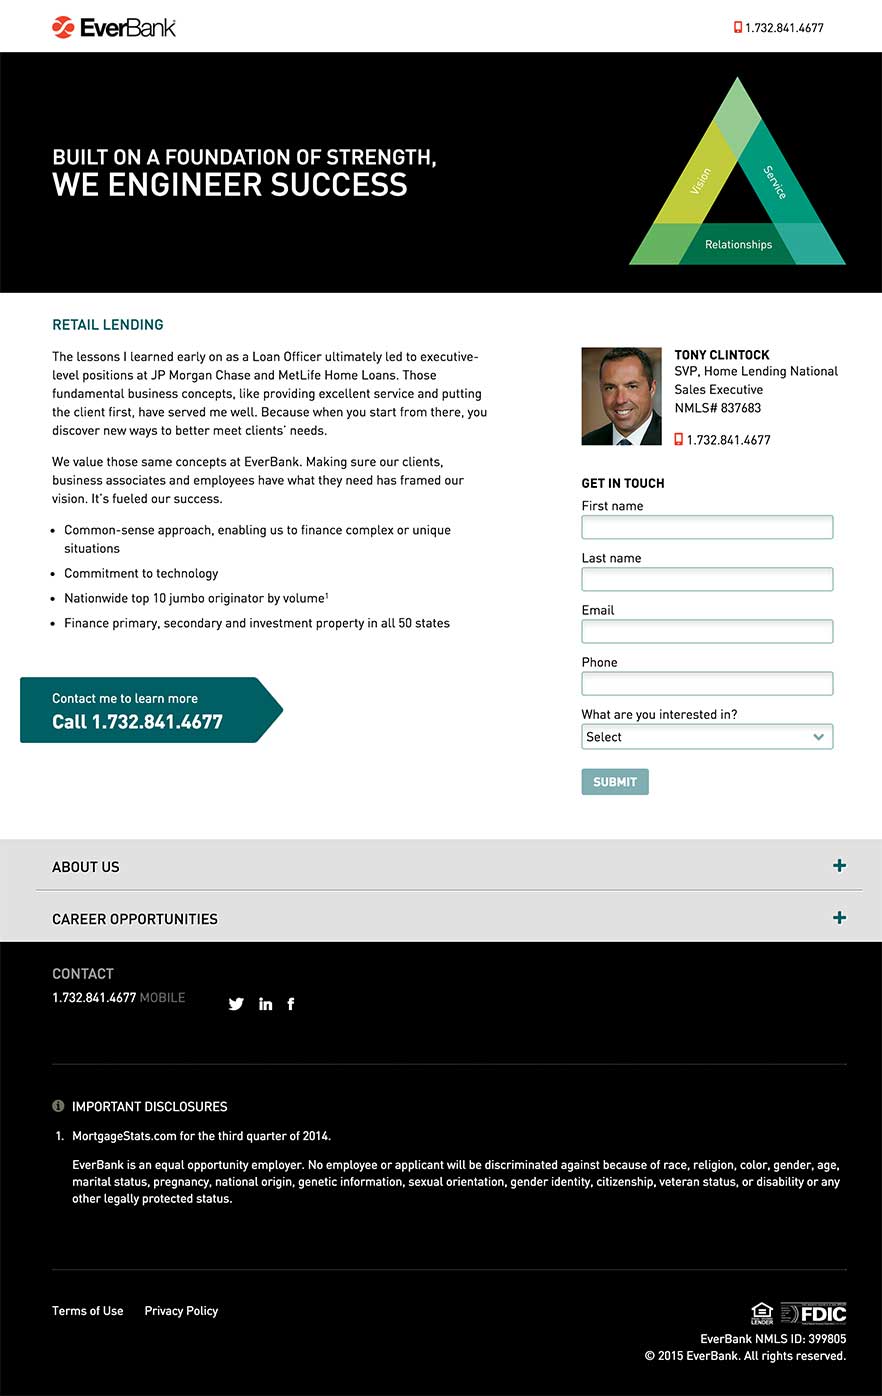 EverBank
1.732.841.4677
BUILT ON A FOUNDATION OF STRENGTH,
WE ENGINEER SUCCESS
Vision
Service
Relationships
RETAIL LENDING
The lessons I learned early on as a Loan Officer ultimately led to executive-
level positions at JP Morgan Chase and MetLife Home Loans. Those
fundamental business concepts, like providing excellent service and putting
the client first, have served me well. Because when you start from there, you
discover new ways to better meet clients' needs.
We value those same concepts at EverBank. Making sure our clients,
business associates and employees have what they need has framed our
vision. It's fueled our success.
• Common-sense approach, enabling us to finance complex or unique
situations
• Commitment to technology
• Nationwide top 10 jumbo originator by volume¹
• Finance primary, secondary and investment property in all 50 states
Contact me to learn more
Call 1.732.841.4677
TONY CLINTOCK
SVP, Home Lending National
Sales Executive
NMLS# 837683
1.732.841.4677
GET IN TOUCH
First name
Last name
Email
Phone
What are you interested in?
Select
SUBMIT
ABOUT US
CAREER OPPORTUNITIES
CONTACT
1.732.841.4677 MOBILE
IMPORTANT DISCLOSURES
1. MortgageStats.com for the third quarter of 2014.
EverBank is an equal opportunity employer. No employee or applicant will be discriminated against because of race, religion, color, gender, age,
marital status, pregnancy, national origin, genetic information, sexual orientation, gender identity, citizenship, veteran status, or disability or any
other legally protected status.
Terms of Use Privacy Policy
LENDER
FDIC
EverBank NMLS ID: 399805
© 2015 EverBank. All rights reserved.